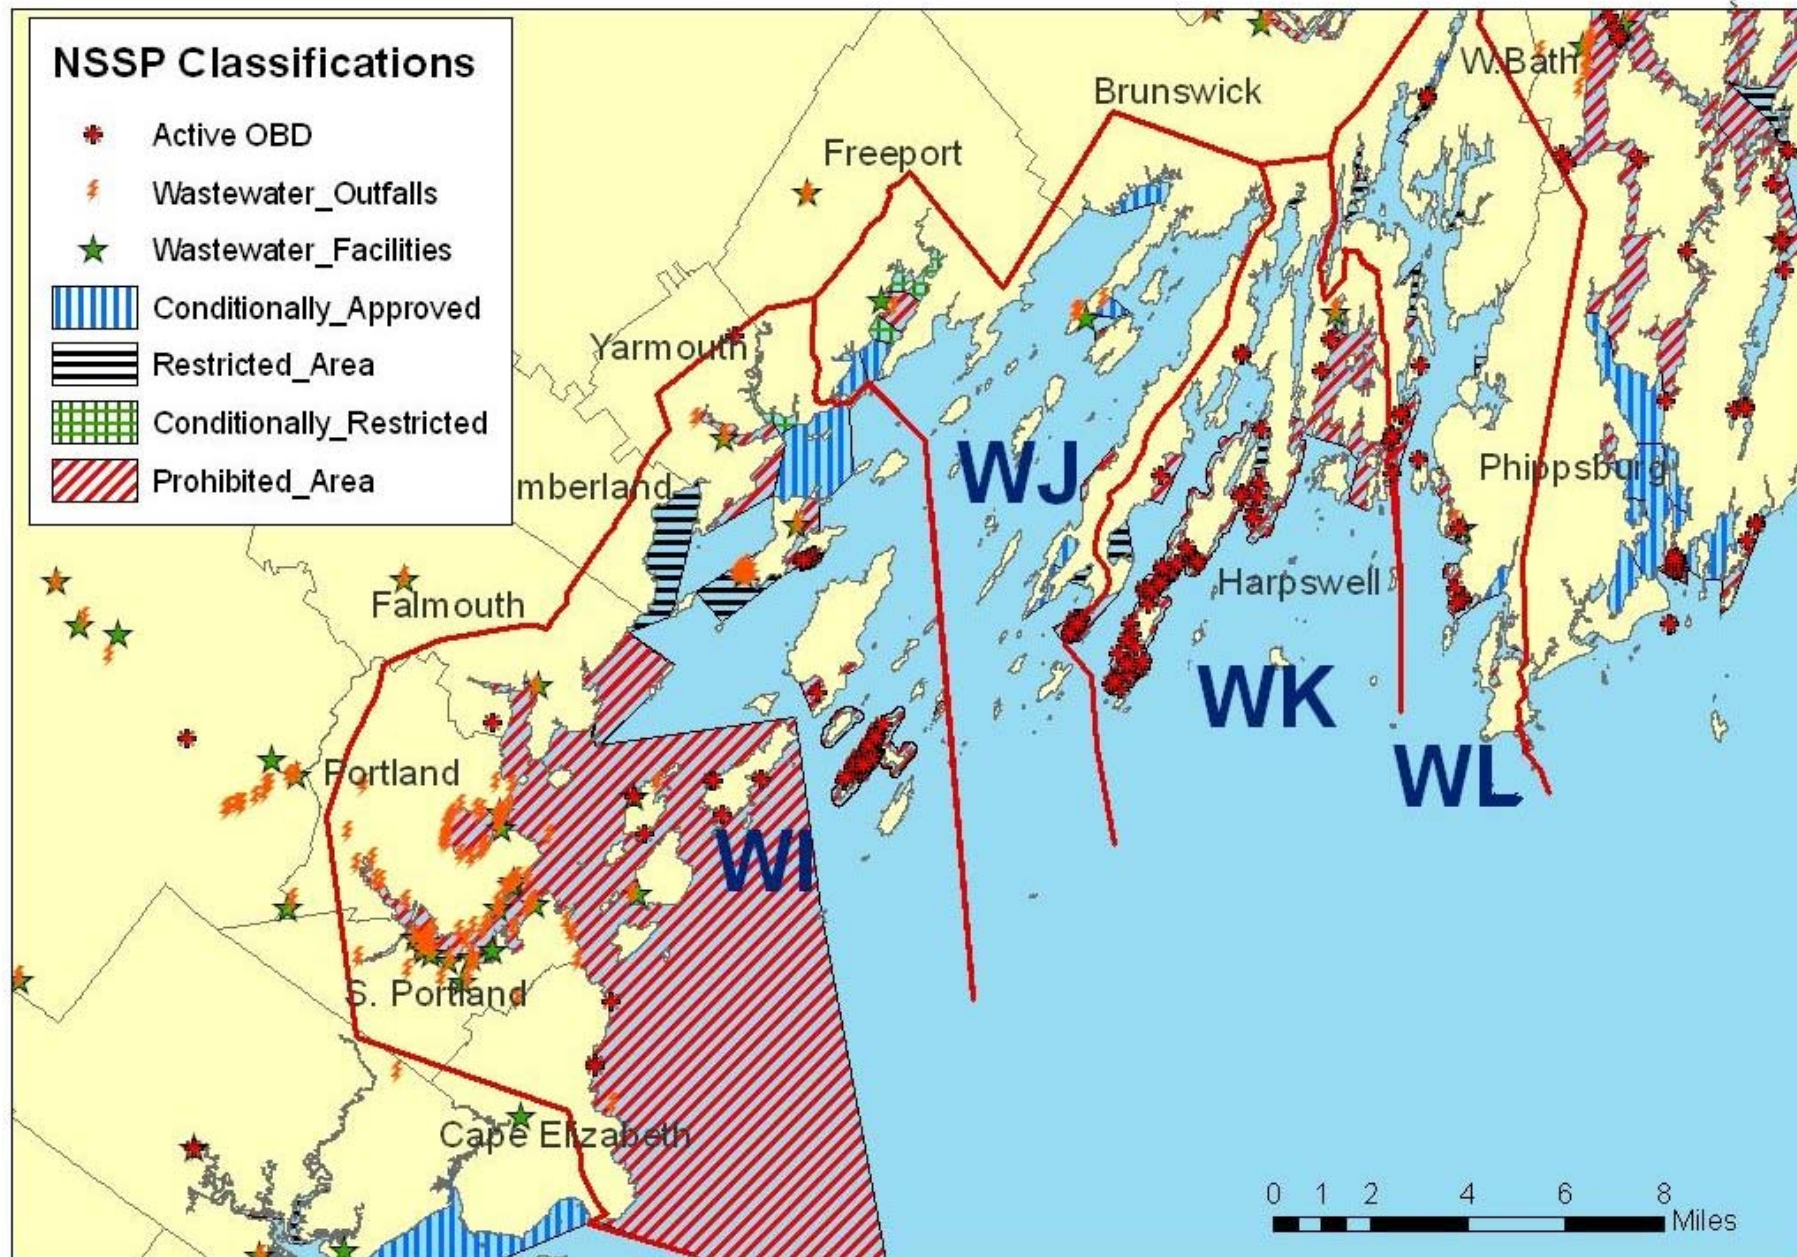 NSSP Classifications
Active OBD
Wastewater_Outfalls
Wastewater_Facilities
Conditionally_Approved
Restricted_Area
Conditionally_Restricted
Prohibited_Area
W.Bath
Brunswick
Freeport
Yarmouth
mberland
Phippsburg
WJ
Falmouth
Harpswell
WK
Portland
WL
WI
S. Portland
Cape Elizabeth
0 1 2 4 6 8
Miles